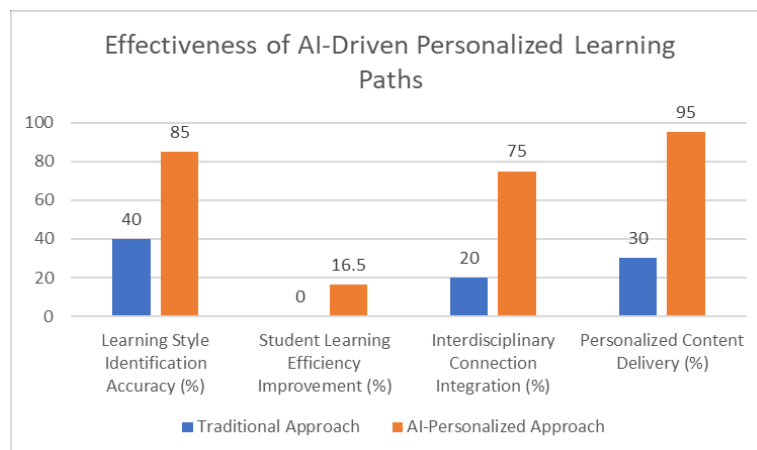 Effectiveness of AI-Driven Personalized Learning
Paths
100
80
60
40
20
0
40
85
0
16.5
20
75
30
95
Learning Style
Identification
Accuracy (%)
Student Learning
Efficiency
Improvement (%)
Interdisciplinary
Connection
Integration (%)
Personalized Content
Delivery (%)
Traditional Approach
AI-Personalized Approach